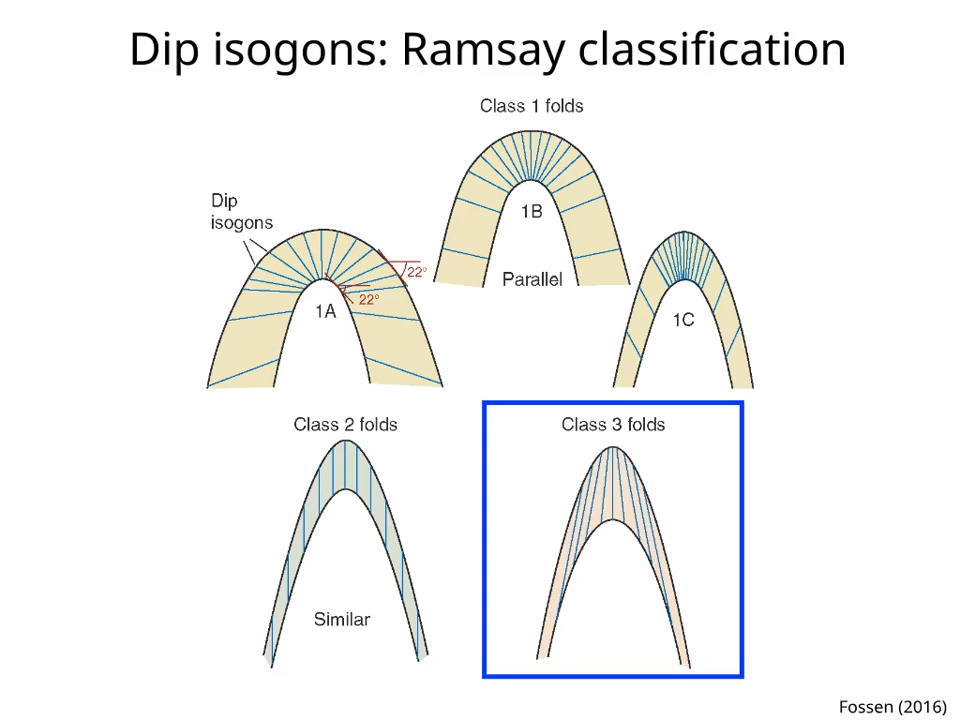 Dip isogons: Ramsay classification
Class 1 folds
Dip
isogons
1B
Parallel
22°
22°
1A
1C
Class 2 folds
Class 3 folds
Similar
Fossen (2016)